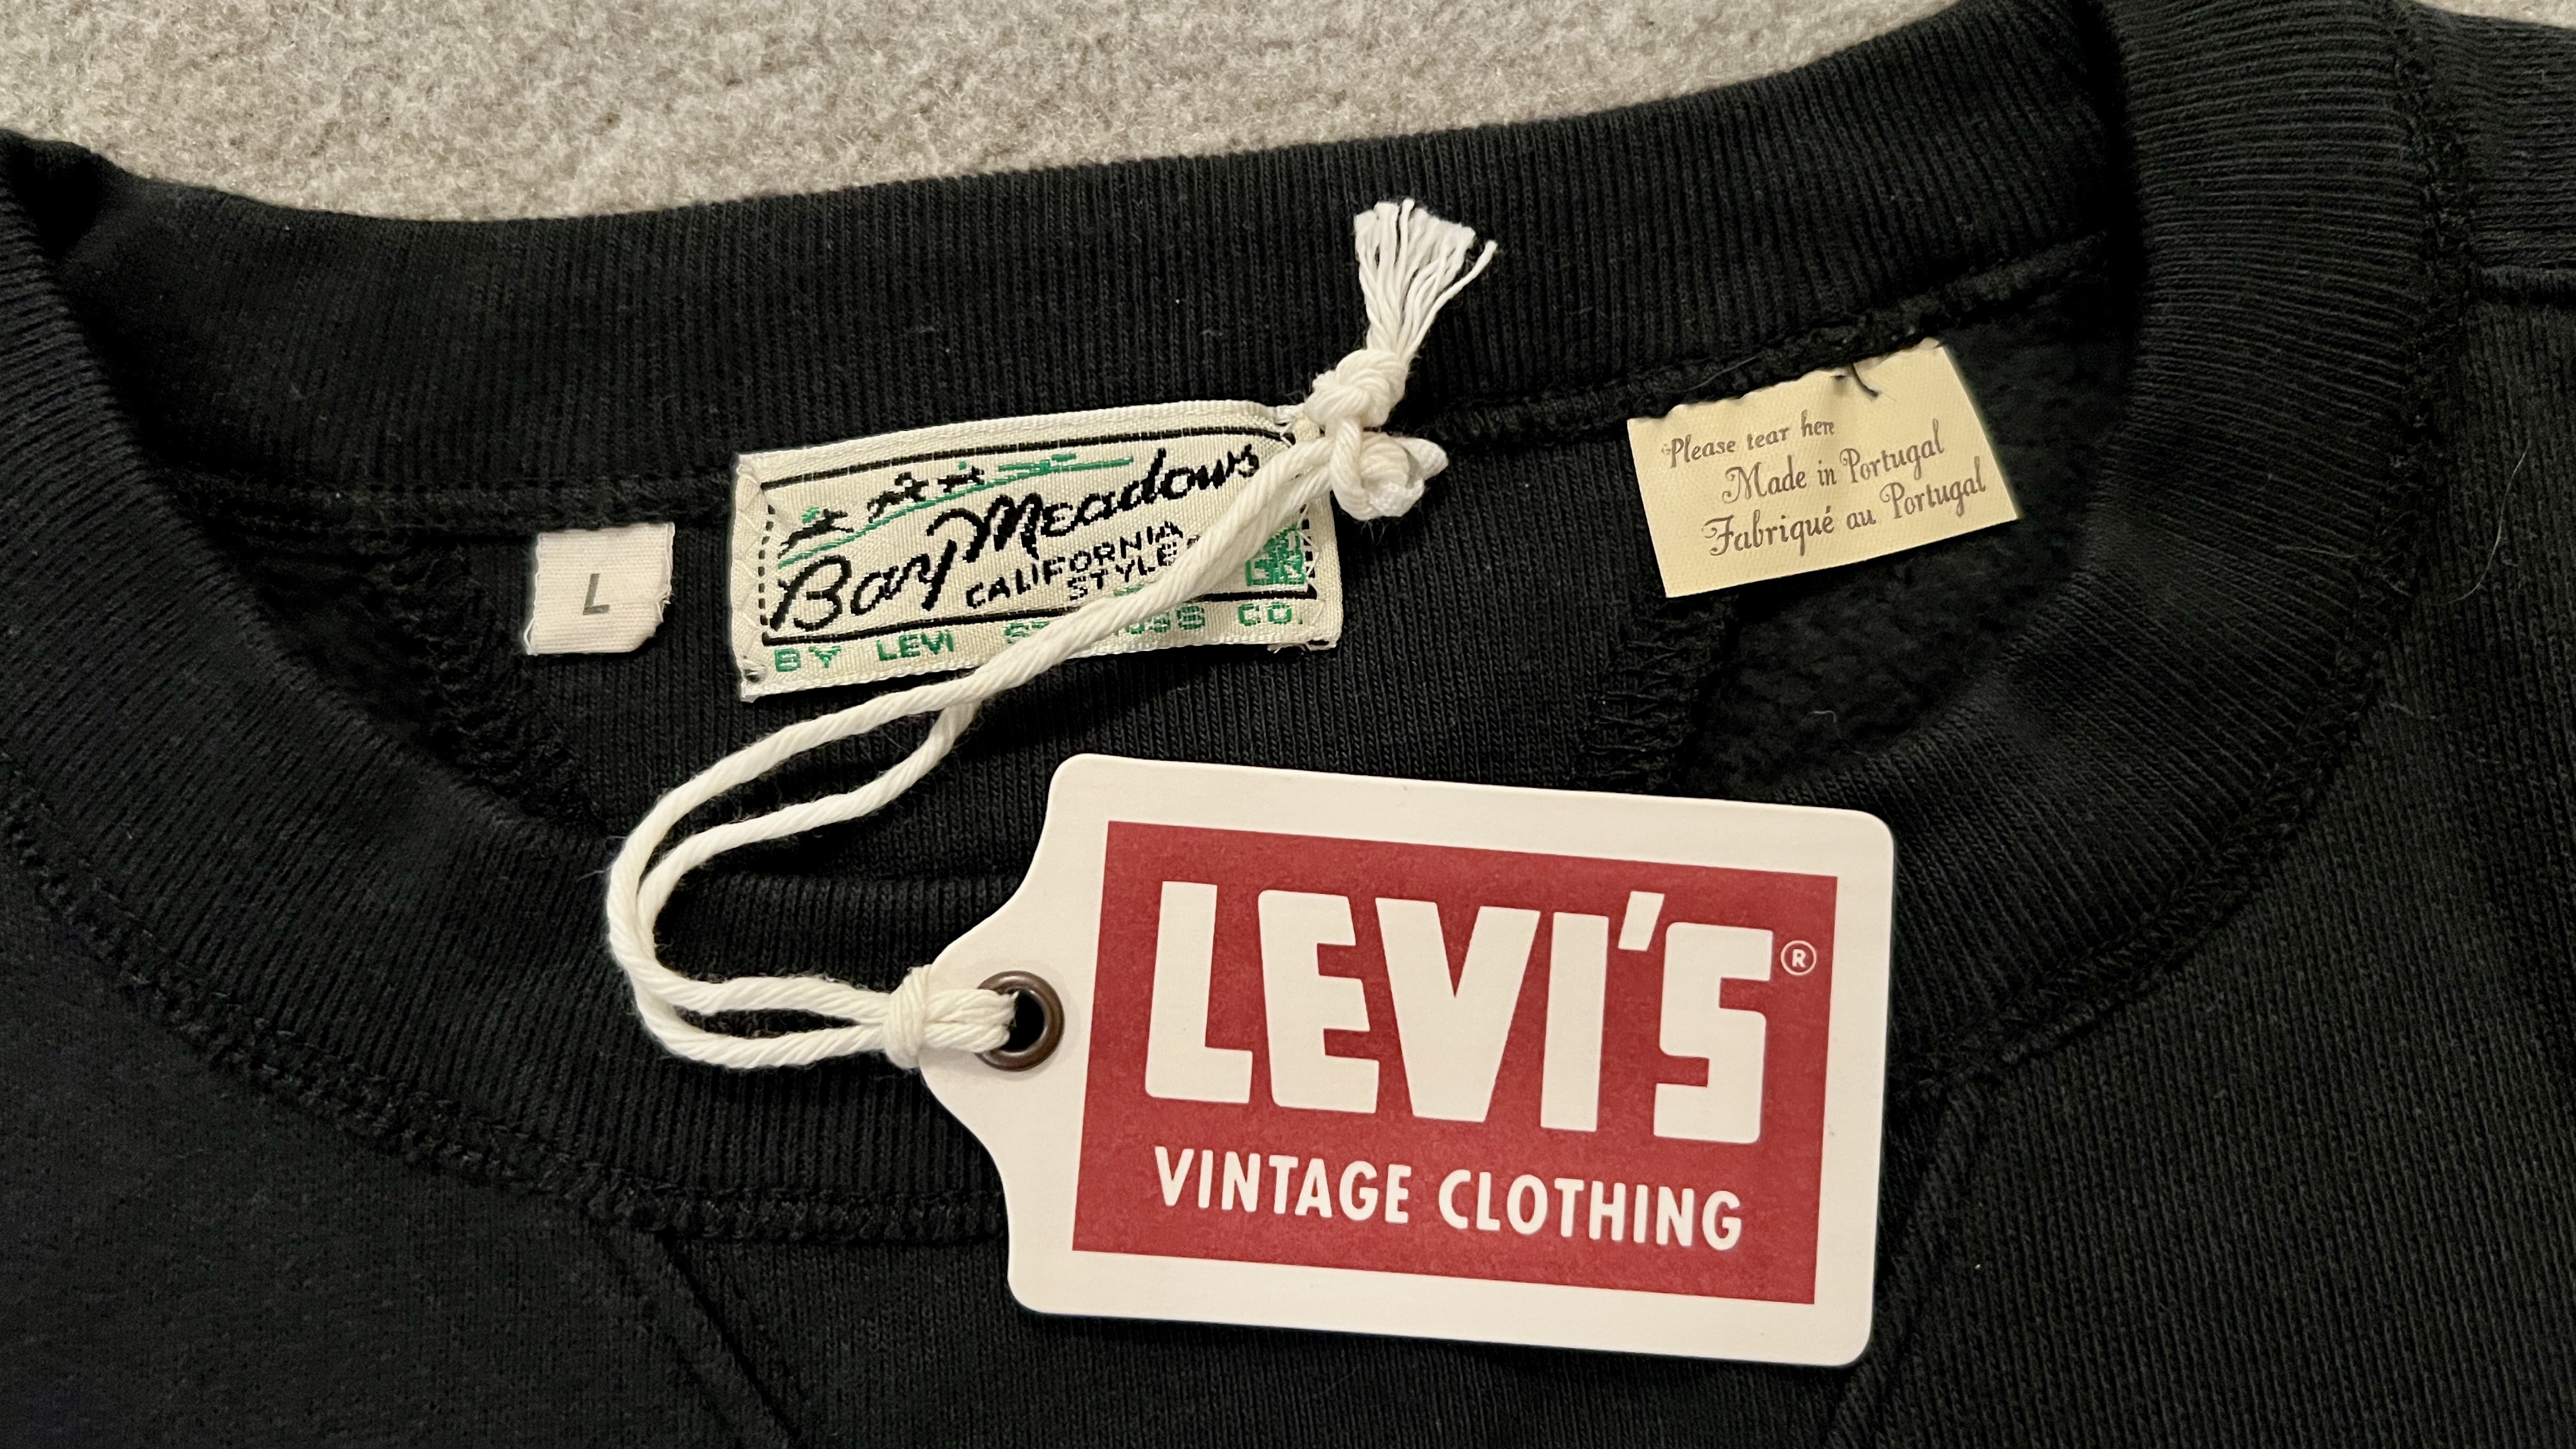 L
Bay Meadows
CALIFORNIA
STYLE
BY LEVI STRAUSS CO.
Please tear here
Made in Portugal
Fabriqué au Portugal
LEVI'S®
VINTAGE CLOTHING